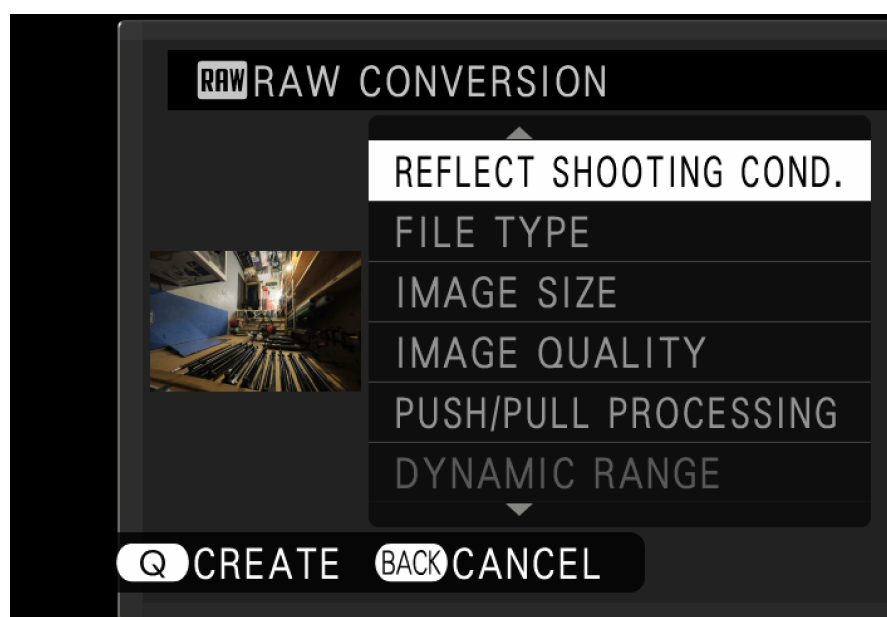 RAW RAW CONVERSION
REFLECT SHOOTING COND.
FILE TYPE
IMAGE SIZE
IMAGE QUALITY
PUSH/PULL PROCESSING
DYNAMIC RANGE
Q CREATE BACK CANCEL